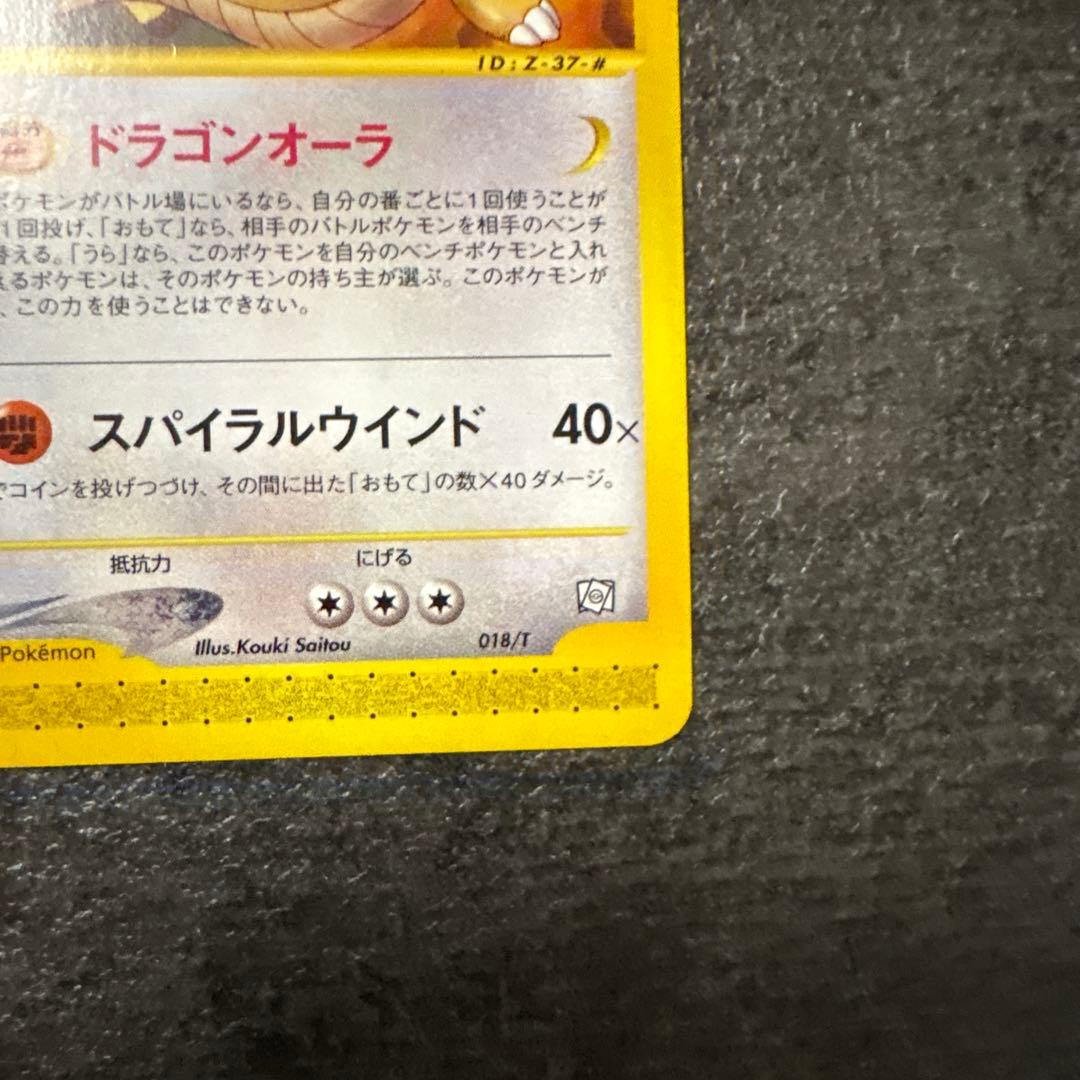 ID:Z-37-#
ドラゴンオーラ
ポケモンがバトル場にいるなら、自分の番ごとに1回使うことが
1回投げ、「おもて」なら、相手のバトルポケモンを相手のベンチ
替える。「うら」なら、このポケモンを自分のベンチポケモンと入れ
えるポケモンは、そのポケモンの持ち主が選ぶ。このポケモンが
、この力を使うことはできない。
スパイラルウインド 40×
でコインを投げつづけ、その間に出た「おもて」の数×40ダメージ。
抵抗力 にげる
Pokémon Illus.Kouki Saitou 018/T